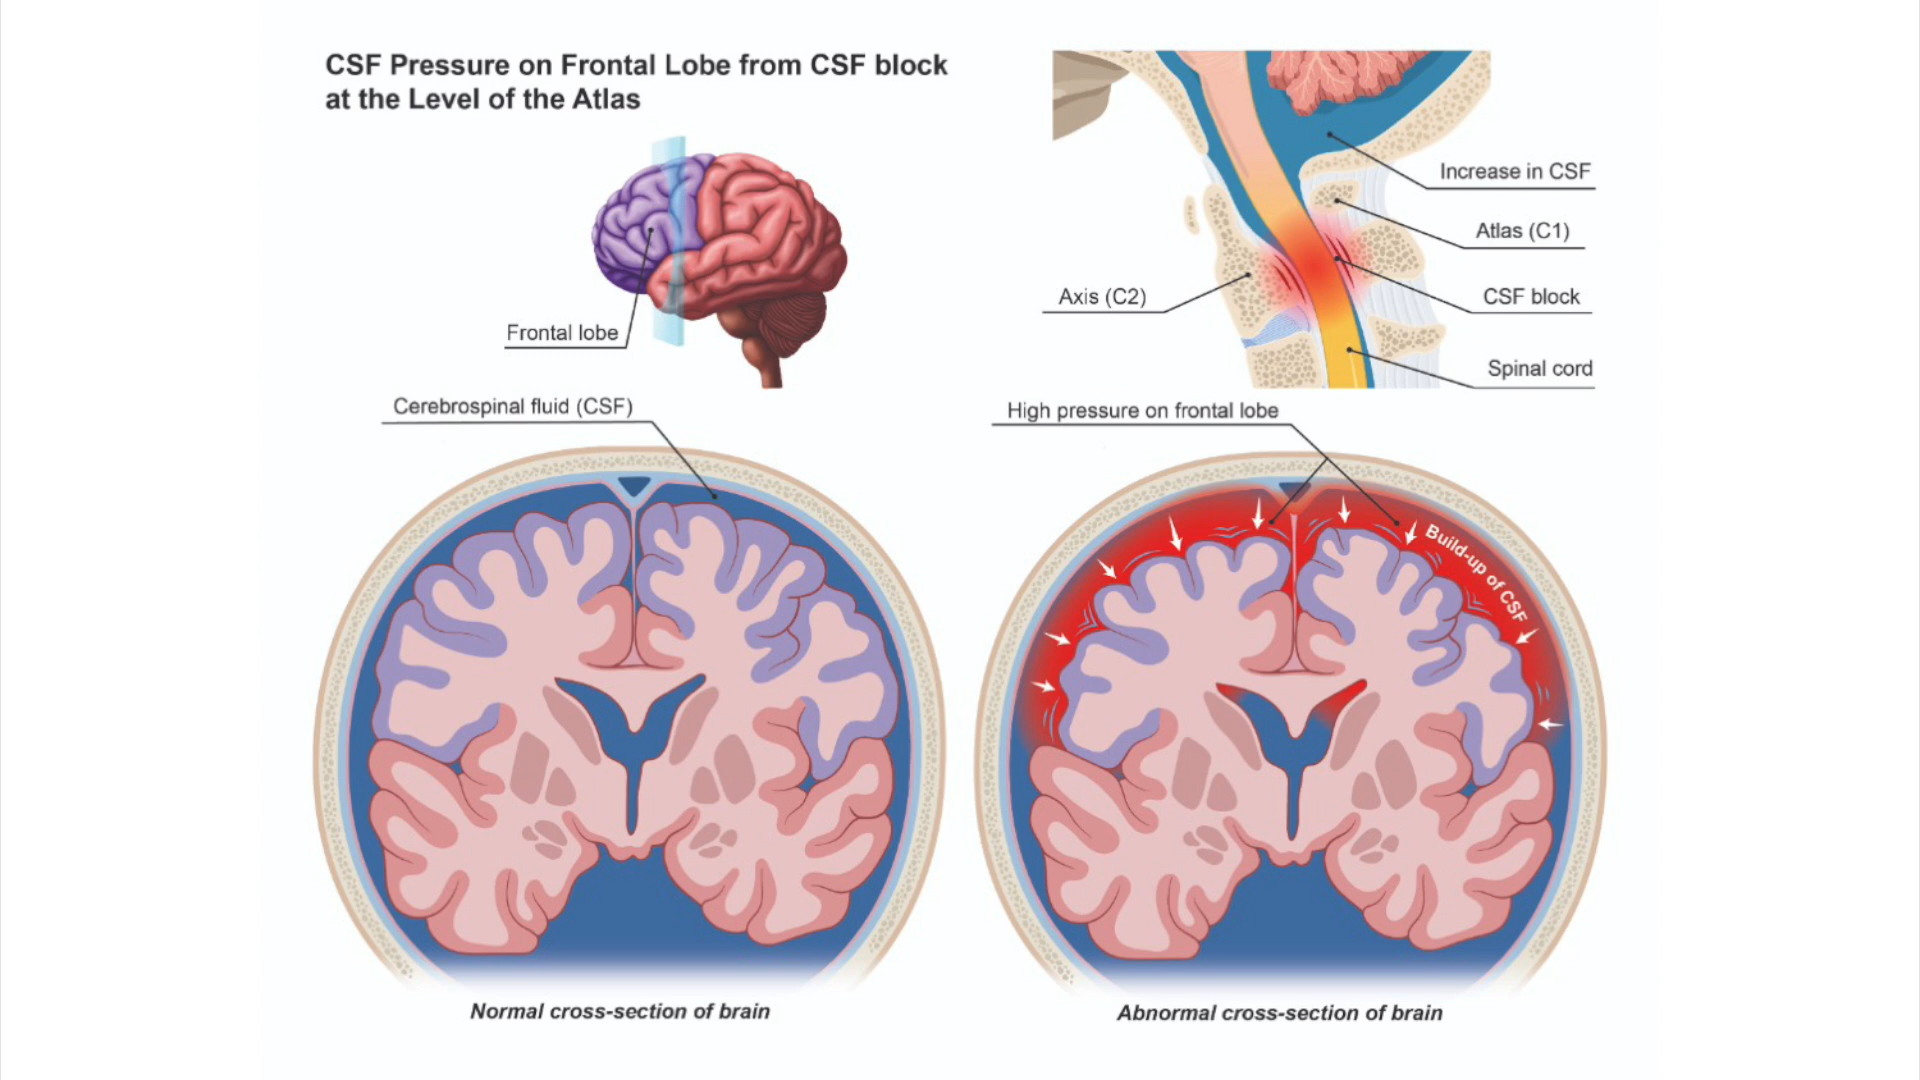 CSF Pressure on Frontal Lobe from CSF block
at the Level of the Atlas
Increase in CSF
Atlas (C1)
Axis (C2)
CSF block
Frontal lobe
Spinal cord
Cerebrospinal fluid (CSF)
High pressure on frontal lobe
Build-up of CSF
Normal cross-section of brain
Abnormal cross-section of brain